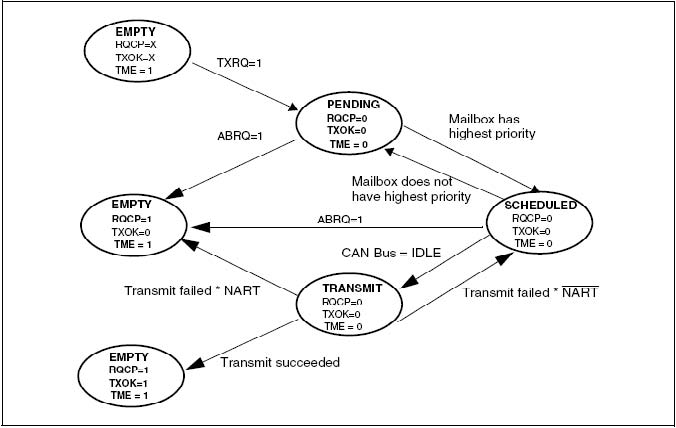 EMPTY
RQCP=X
TXOK=X
TME = 1
TXRQ=1
PENDING
RQCP=0
TXOK=0
TME = 0
Mailbox has
highest priority
ABRQ=1
Mailbox does not
have highest priority
EMPTY
RQCP=1
TXOK=0
TME = 1
ABRQ=1
SCHEDULED
RQCP=0
TXOK=0
TME = 0
CAN Bus = IDLE
Transmit failed * NART
TRANSMIT
RQCP=0
TXOK=0
TME = 0
Transmit failed * N̅A̅R̅T̅
EMPTY
RQCP=1
TXOK=1
TME = 1
Transmit succeeded